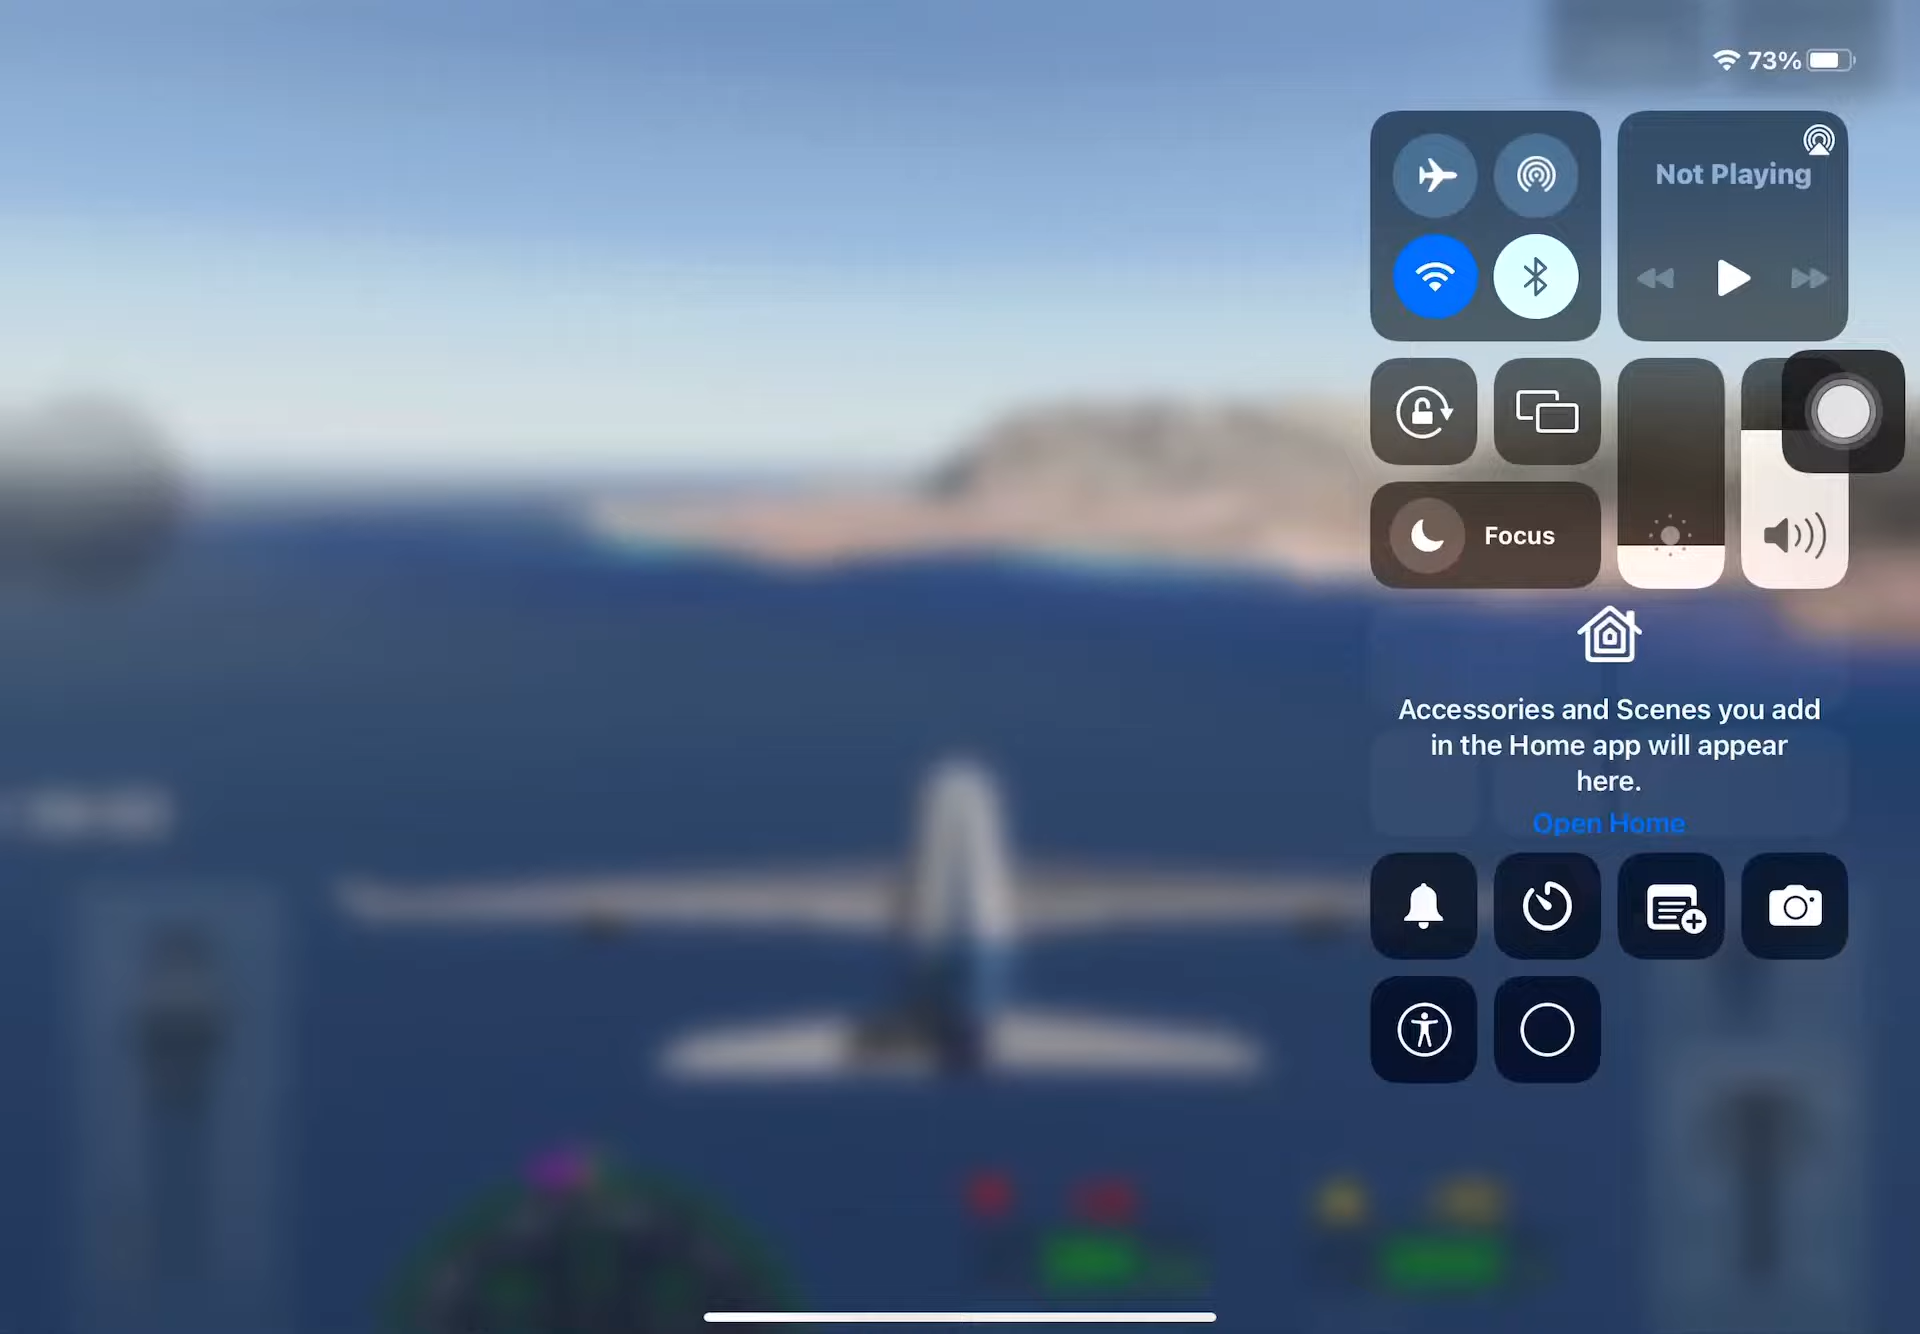 73%
Not Playing
Focus
Accessories and Scenes you add
in the Home app will appear
here.
Open Home